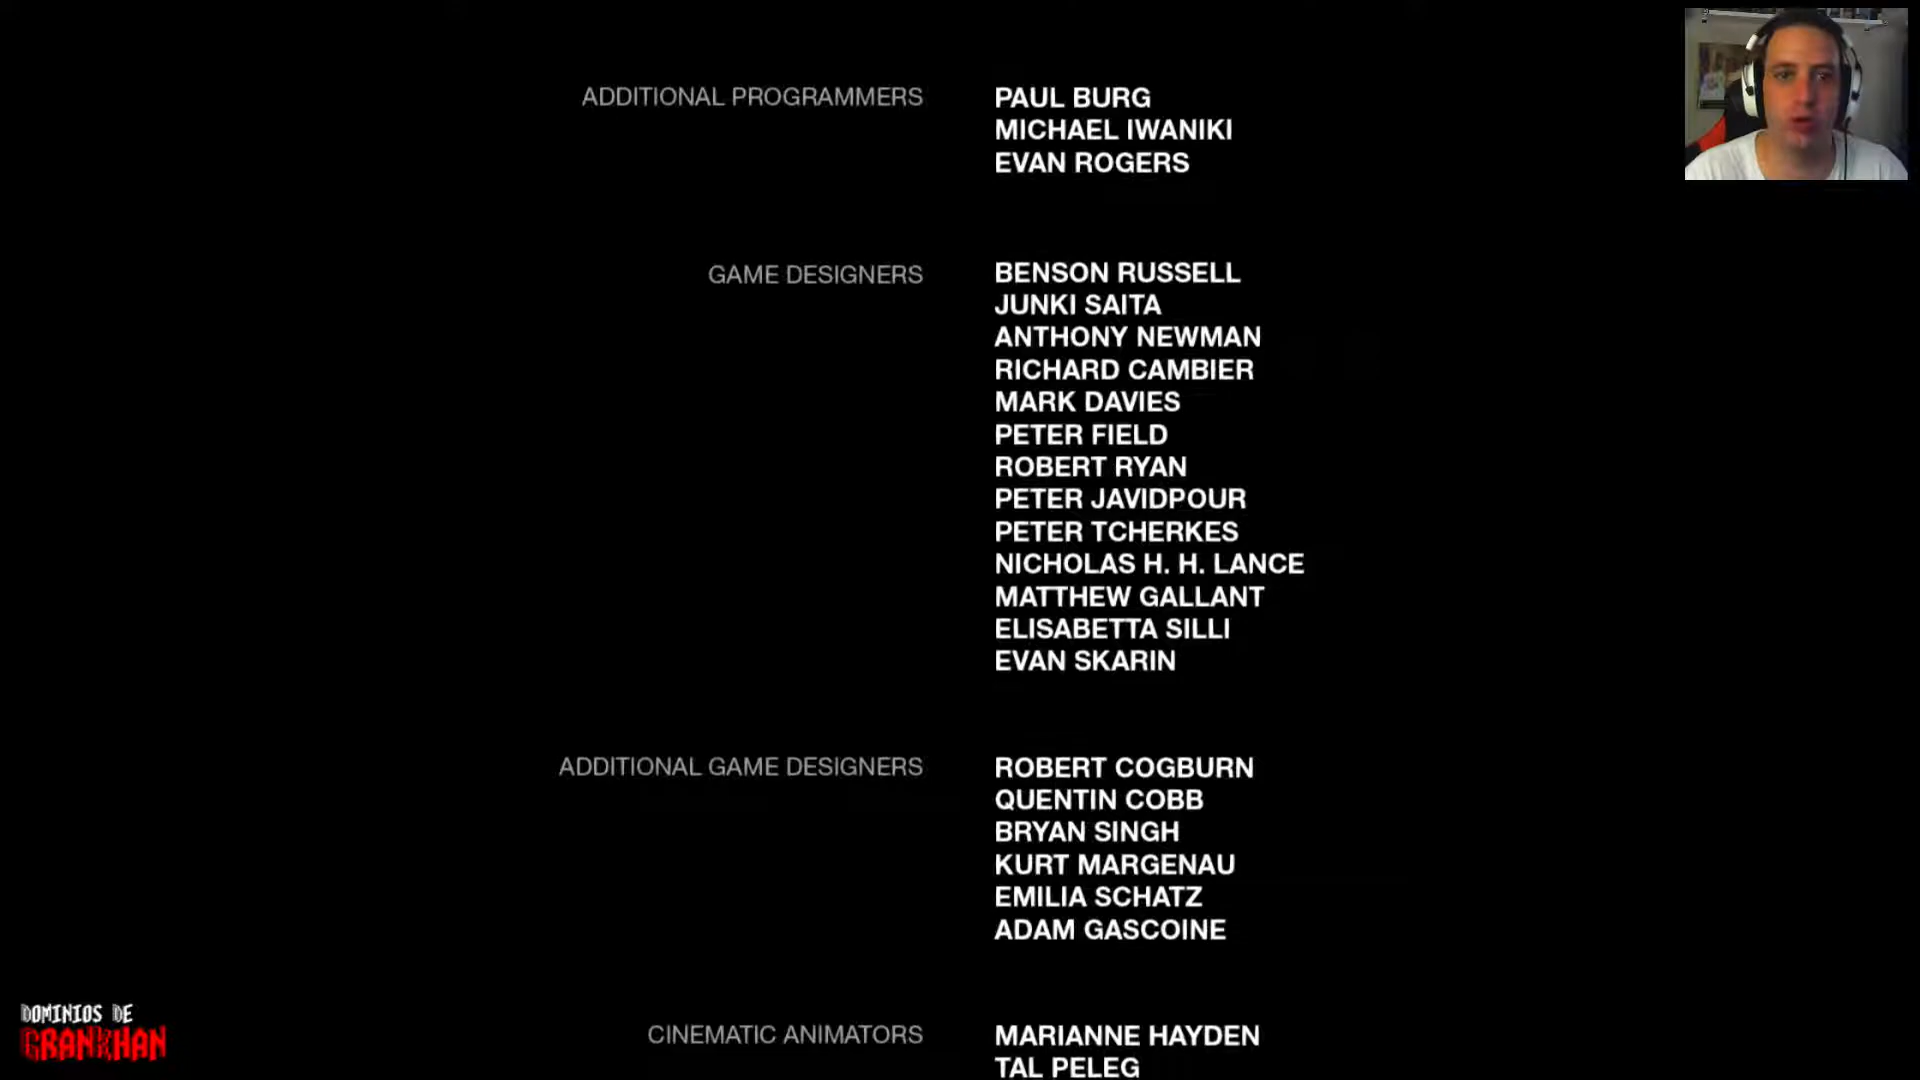 ADDITIONAL PROGRAMMERS PAUL BURG
MICHAEL IWANIKI
EVAN ROGERS
GAME DESIGNERS BENSON RUSSELL
JUNKI SAITA
ANTHONY NEWMAN
RICHARD CAMBIER
MARK DAVIES
PETER FIELD
ROBERT RYAN
PETER JAVIDPOUR
PETER TCHERKES
NICHOLAS H. H. LANCE
MATTHEW GALLANT
ELISABETTA SILLI
EVAN SKARIN
ADDITIONAL GAME DESIGNERS ROBERT COGBURN
QUENTIN COBB
BRYAN SINGH
KURT MARGENAU
EMILIA SCHATZ
ADAM GASCOINE
CINEMATIC ANIMATORS MARIANNE HAYDEN
TAL PELEG
DOMINIOS DE
GRANKHAN